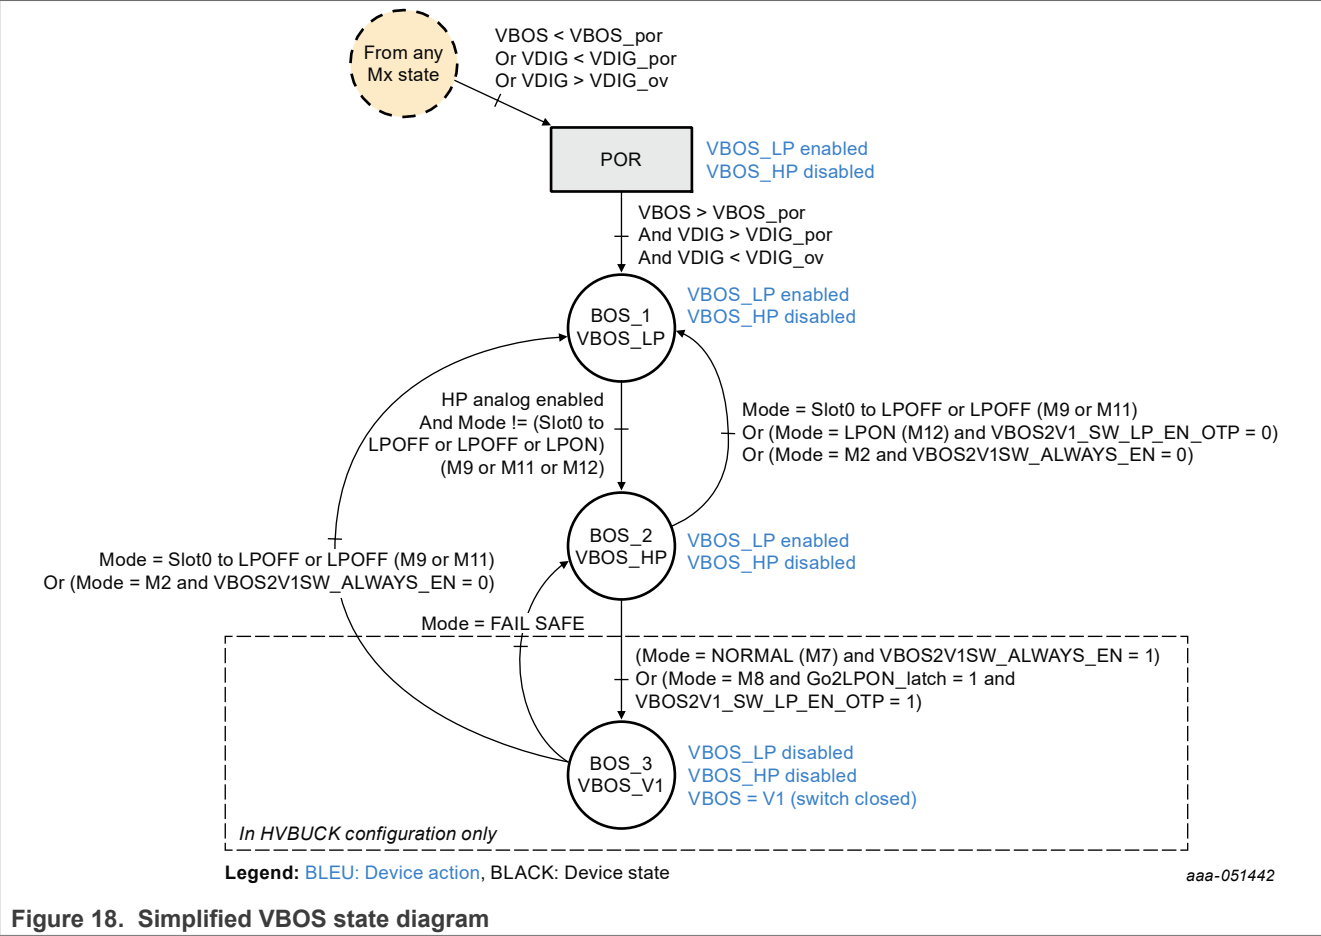 From any
Mx state
VBOS < VBOS_por
Or VDIG < VDIG_por
Or VDIG > VDIG_ov
POR
VBOS_LP enabled
VBOS_HP disabled
VBOS > VBOS_por
And VDIG > VDIG_por
And VDIG < VDIG_ov
BOS_1
VBOS_LP
VBOS_LP enabled
VBOS_HP disabled
HP analog enabled
And Mode != (Slot0 to
LPOFF or LPOFF or LPON)
(M9 or M11 or M12)
Mode = Slot0 to LPOFF or LPOFF (M9 or M11)
Or (Mode = LPON (M12) and VBOS2V1_SW_LP_EN_OTP = 0)
Or (Mode = M2 and VBOS2V1SW_ALWAYS_EN = 0)
BOS_2
VBOS_HP
VBOS_LP enabled
VBOS_HP disabled
Mode = Slot0 to LPOFF or LPOFF (M9 or M11)
Or (Mode = M2 and VBOS2V1SW_ALWAYS_EN = 0)
Mode = FAIL SAFE
(Mode = NORMAL (M7) and VBOS2V1SW_ALWAYS_EN = 1)
Or (Mode = M8 and Go2LPON_latch = 1 and
VBOS2V1_SW_LP_EN_OTP = 1)
BOS_3
VBOS_V1
VBOS_LP disabled
VBOS_HP disabled
VBOS = V1 (switch closed)
In HVBUCK configuration only
Legend: BLEU: Device action, BLACK: Device state
aaa-051442
Figure 18. Simplified VBOS state diagram